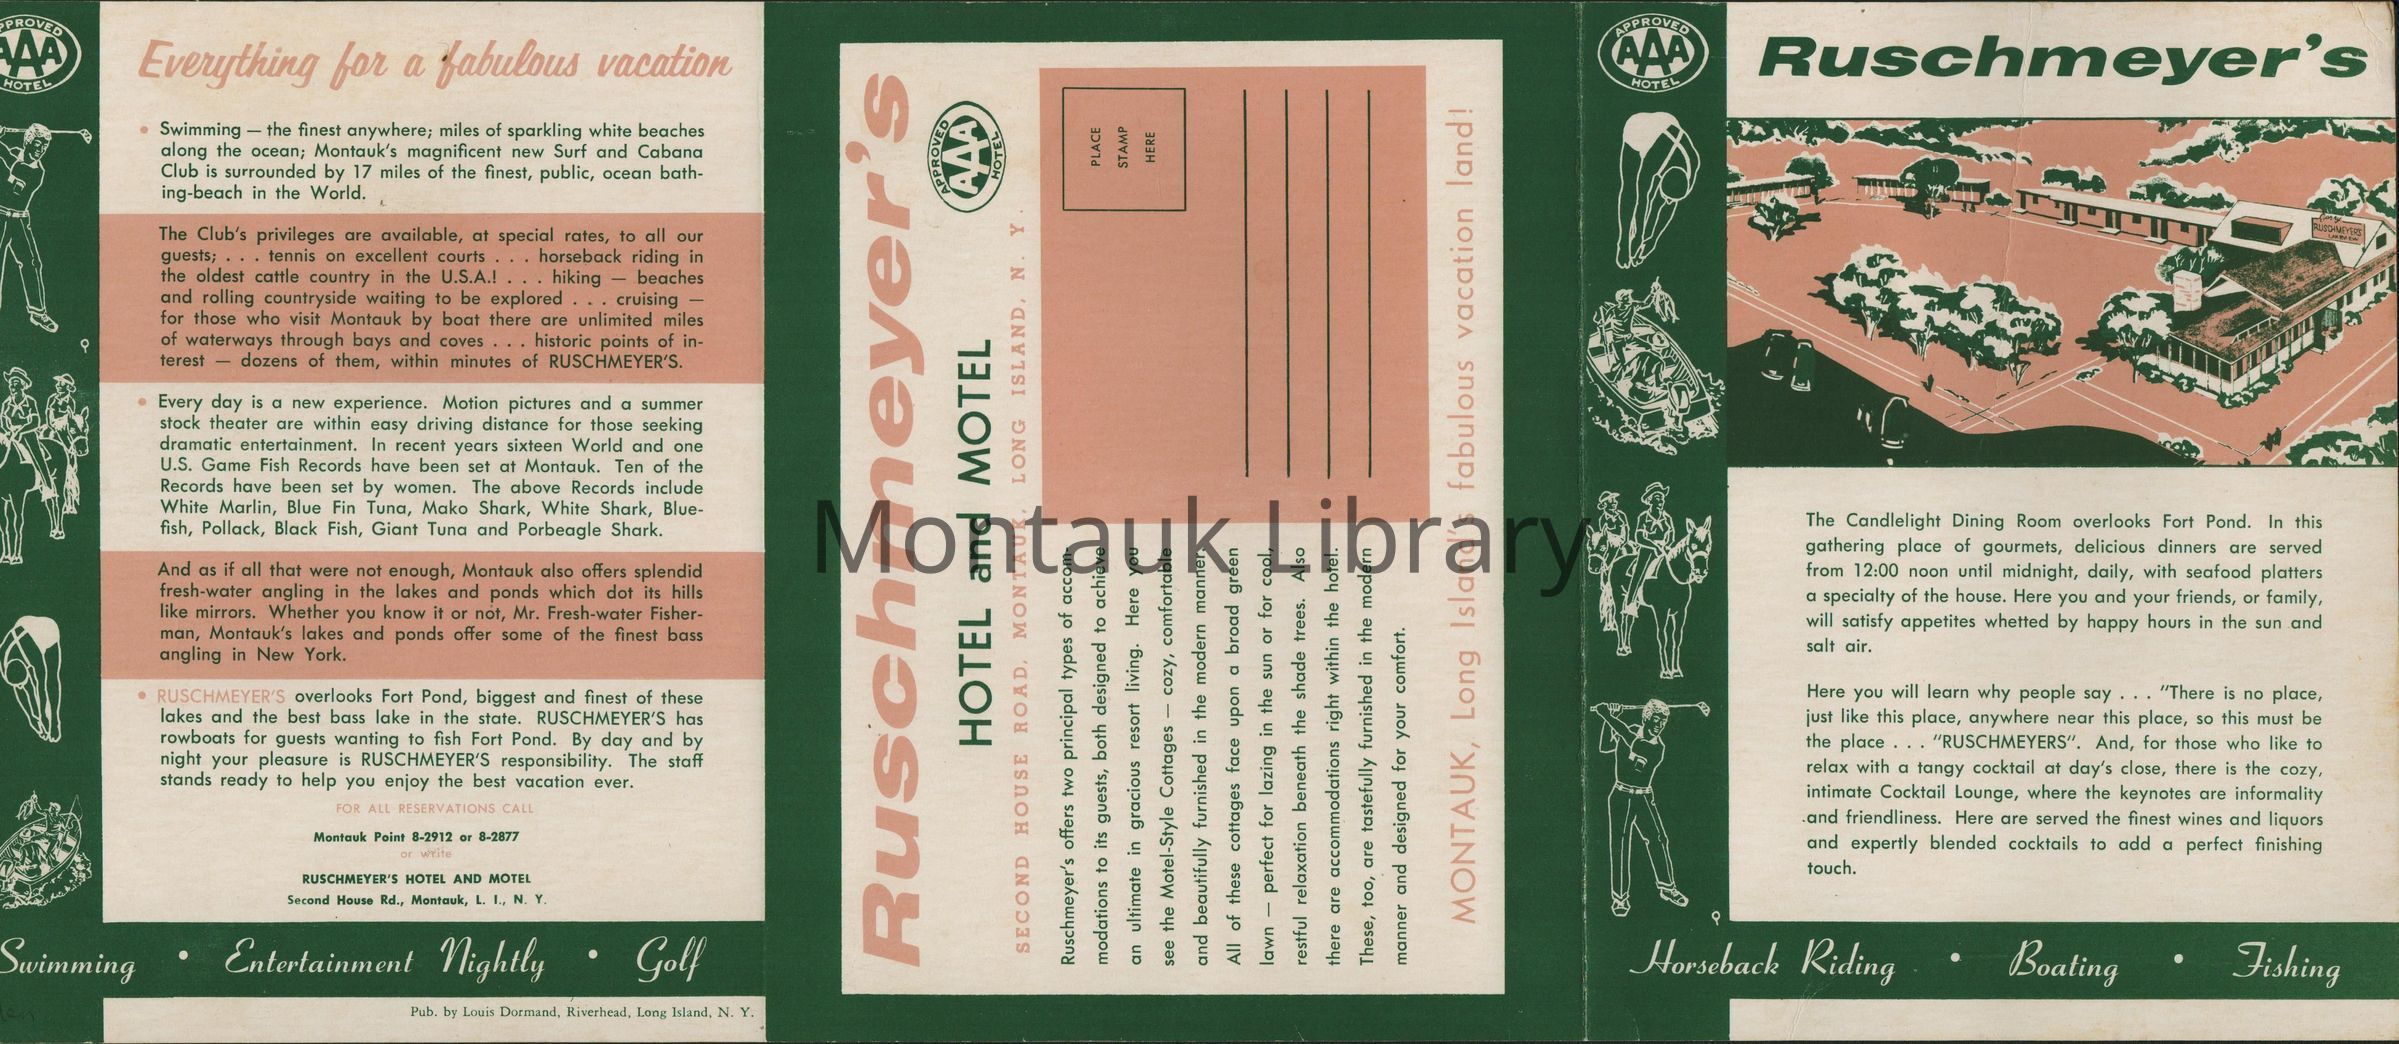 APPROVED
AAA
HOTEL
Everything for a fabulous vacation
• Swimming — the finest anywhere; miles of sparkling white beaches
along the ocean; Montauk's magnificent new Surf and Cabana
Club is surrounded by 17 miles of the finest, public, ocean bath-
ing-beach in the World.
The Club's privileges are available, at special rates, to all our
guests; . . . tennis on excellent courts . . . horseback riding in
the oldest cattle country in the U.S.A.! . . . hiking — beaches
and rolling countryside waiting to be explored . . . cruising —
for those who visit Montauk by boat there are unlimited miles
of waterways through bays and coves . . . historic points of in-
terest — dozens of them, within minutes of RUSCHMEYER'S.
• Every day is a new experience. Motion pictures and a summer
stock theater are within easy driving distance for those seeking
dramatic entertainment. In recent years sixteen World and one
U.S. Game Fish Records have been set at Montauk. Ten of the
Records have been set by women. The above Records include
White Marlin, Blue Fin Tuna, Mako Shark, White Shark, Blue-
fish, Pollack, Black Fish, Giant Tuna and Porbeagle Shark.
And as if all that were not enough, Montauk also offers splendid
fresh-water angling in the lakes and ponds which dot its hills
like mirrors. Whether you know it or not, Mr. Fresh-water Fisher-
man, Montauk's lakes and ponds offer some of the finest bass
angling in New York.
• RUSCHMEYER'S overlooks Fort Pond, biggest and finest of these
lakes and the best bass lake in the state. RUSCHMEYER'S has
rowboats for guests wanting to fish Fort Pond. By day and by
night your pleasure is RUSCHMEYER'S responsibility. The staff
stands ready to help you enjoy the best vacation ever.
FOR ALL RESERVATIONS CALL
Montauk Point 8-2912 or 8-2877
or write
RUSCHMEYER'S HOTEL AND MOTEL
Second House Rd., Montauk, L. I., N. Y.
Swimming • Entertainment Nightly • Golf
Pub. by Louis Dormand, Riverhead, Long Island, N. Y.
Ruschmeyer's
HOTEL and MOTEL
APPROVED
AAA
HOTEL
SECOND HOUSE ROAD, MONTAUK, LONG ISLAND, N. Y.
PLACE
STAMP
HERE
Ruschmeyer's offers two principal types of accom-
modations to its guests, both designed to achieve
an ultimate in gracious resort living. Here you
see the Motel-Style Cottages — cozy, comfortable
and beautifully furnished in the modern manner.
All of these cottages face upon a broad green
lawn — perfect for lazing in the sun or for cool,
restful relaxation beneath the shade trees. Also
there are accommodations right within the hotel.
These, too, are tastefully furnished in the modern
manner and designed for your comfort.
MONTAUK, Long Island's fabulous vacation land!
Montauk Library
APPROVED
AAA
HOTEL
Ruschmeyer's
RUSCHMEYER'S
The Candlelight Dining Room overlooks Fort Pond. In this
gathering place of gourmets, delicious dinners are served
from 12:00 noon until midnight, daily, with seafood platters
a specialty of the house. Here you and your friends, or family,
will satisfy appetites whetted by happy hours in the sun and
salt air.
Here you will learn why people say . . . "There is no place,
just like this place, anywhere near this place, so this must be
the place . . . "RUSCHMEYERS". And, for those who like to
relax with a tangy cocktail at day's close, there is the cozy,
intimate Cocktail Lounge, where the keynotes are informality
and friendliness. Here are served the finest wines and liquors
and expertly blended cocktails to add a perfect finishing
touch.
Horseback Riding • Boating • Fishing